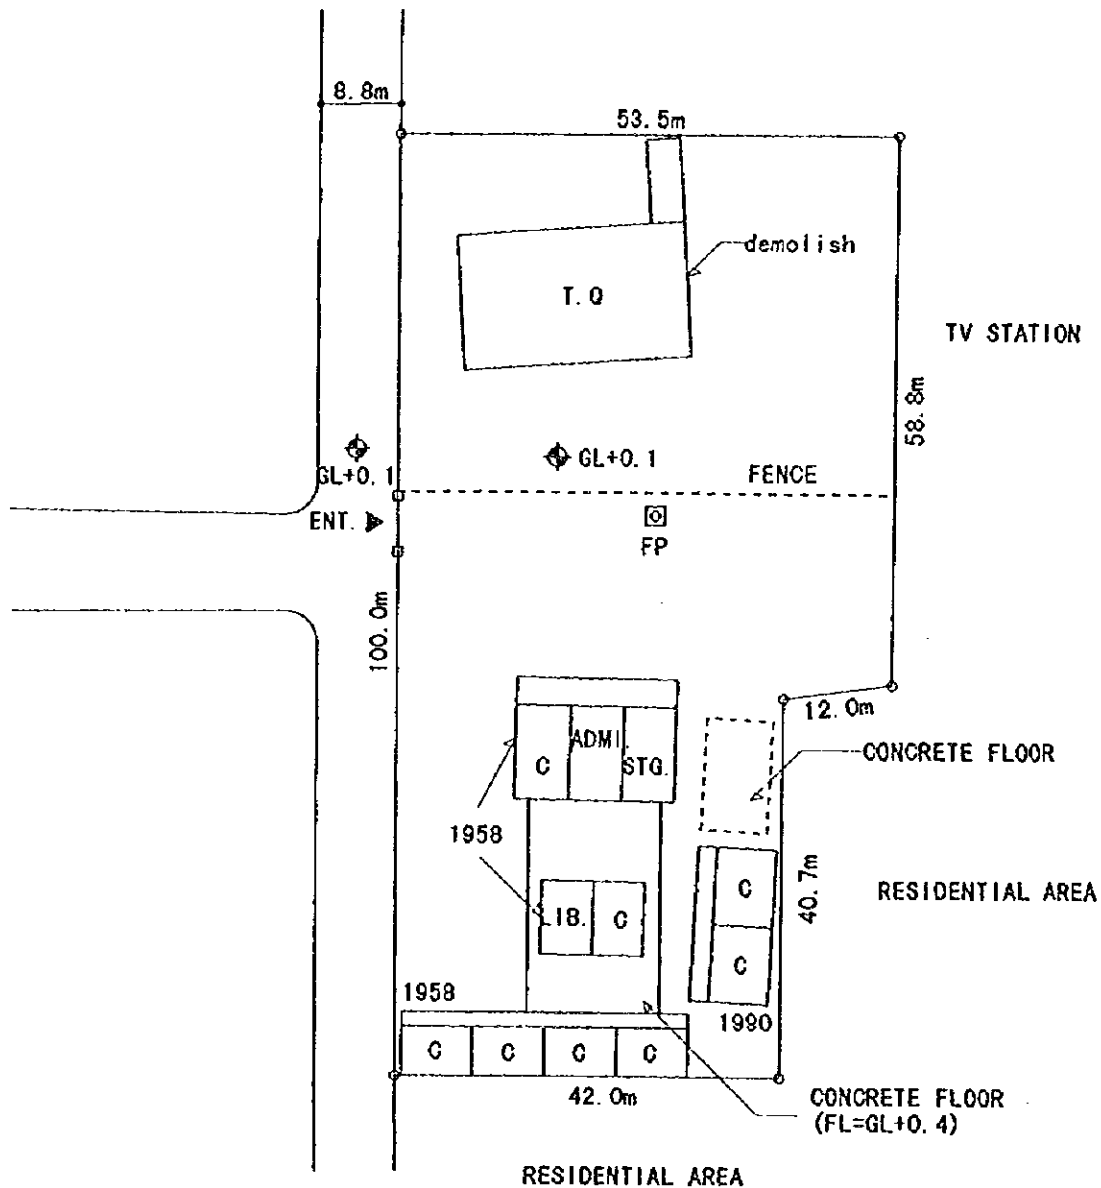 8.8m
53.5m
demolish
T.Q
TV STATION
58.8m
GL+0.1
GL+0.1
FENCE
ENT.
FP
100.0m
12.0m
ADMI.
C
STG.
CONCRETE FLOOR
1958
40.7m
C
RESIDENTIAL AREA
LIB.
C
C
1958
1990
C
C
C
C
42.0m
CONCRETE FLOOR
(FL=GL+0.4)
RESIDENTIAL AREA